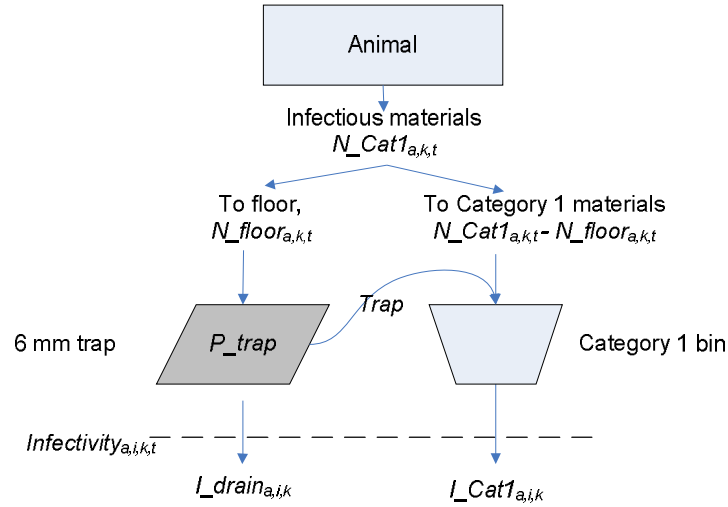 Animal
Infectious materials
N_Cat1a,k,t
To floor,
N_floora,k,t
To Category 1 materials
N_Cat1a,k,t - N_floora,k,t
Trap
6 mm trap
P_trap
Category 1 bin
Infectivitya,i,k,t
I_draina,i,k
I_Cat1a,i,k